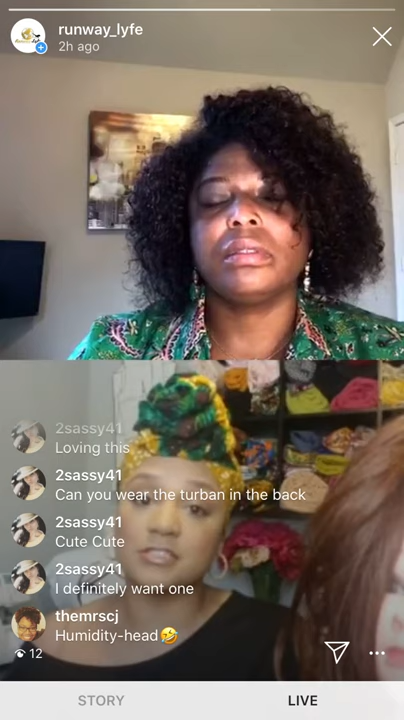 runway_lyfe
2h ago
2sassy41
Loving this
2sassy41
Can you wear the turban in the back
2sassy41
Cute Cute
2sassy41
I definitely want one
themrscj
Humidity-head🤣
12
STORY
LIVE